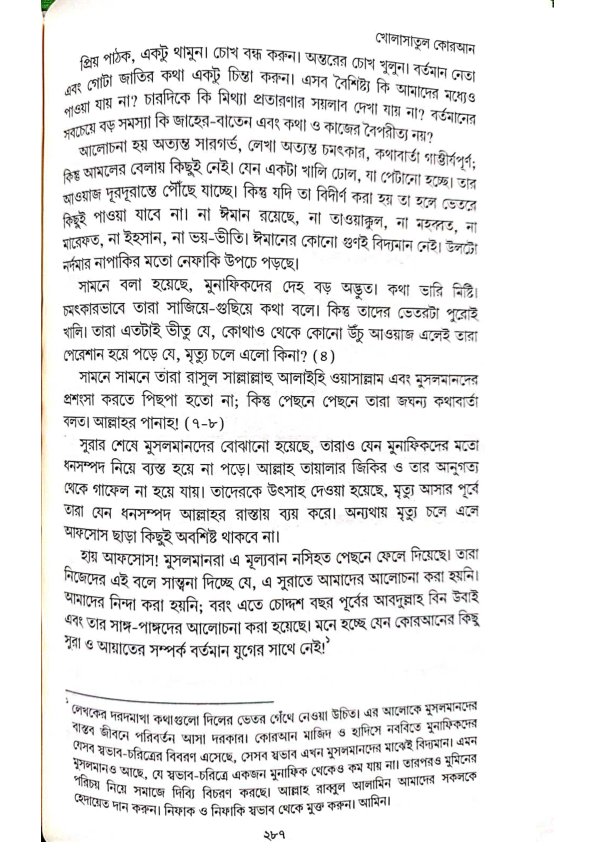 খোলাসাতুল কোরআন
প্রিয় পাঠক, একটু থামুন। চোখ বন্ধ করুন। অন্তরের চোখ খুলুন। বর্তমান নেতা
এবং গোটা জাতির কথা একটু চিন্তা করুন। এসব বৈশিষ্ট্য কি আমাদের মধ্যেও
পাওয়া যায় না? চারদিকে কি মিথ্যা প্রতারণার সয়লাব দেখা যায় না? বর্তমানের
সবচেয়ে বড় সমস্যা কি জাহের-বাতেন এবং কথা ও কাজের বৈপরীত্য নয়?
আলোচনা হয় অত্যন্ত সারগর্ভ, লেখা অত্যন্ত চমৎকার, কথাবার্তা গাম্ভীর্যপূর্ণ;
কিন্তু আমলের বেলায় কিছুই নেই। যেন একটা খালি ঢোল, যা পেটানো হচ্ছে। তার
আওয়াজ দূরদূরান্তে পৌঁছে যাচ্ছে। কিন্তু যদি তা বিদীর্ণ করা হয় তা হলে ভেতরে
কিছুই পাওয়া যাবে না। না ঈমান রয়েছে, না তাওয়াক্কুল, না মহব্বত, না
মারেফত, না ইহসান, না ভয়-ভীতি। ঈমানের কোনো গুণই বিদ্যমান নেই। উলটো
নর্দমার নাপাকির মতো নেফাকি উপচে পড়ছে।
সামনে বলা হয়েছে, মুনাফিকদের দেহ বড় অদ্ভুত। কথা ভারি মিষ্টি।
চমৎকারভাবে তারা সাজিয়ে-গুছিয়ে কথা বলে। কিন্তু তাদের ভেতরটা পুরোই
খালি। তারা এতটাই ভীতু যে, কোথাও থেকে কোনো উঁচু আওয়াজ এলেই তারা
পেরেশান হয়ে পড়ে যে, মৃত্যু চলে এলো কিনা? (৪)
সামনে সামনে তারা রাসুল সাল্লাল্লাহু আলাইহি ওয়াসাল্লাম এবং মুসলমানদের
প্রশংসা করতে পিছপা হতো না; কিন্তু পেছনে পেছনে তারা জঘন্য কথাবার্তা
বলত। আল্লাহর পানাহ! (৭-৮)
সুরার শেষে মুসলমানদের বোঝানো হয়েছে, তারাও যেন মুনাফিকদের মতো
ধনসম্পদ নিয়ে ব্যস্ত হয়ে না পড়ে। আল্লাহ তায়ালার জিকির ও তার আনুগত্য
থেকে গাফেল না হয়ে যায়। তাদেরকে উৎসাহ দেওয়া হয়েছে, মৃত্যু আসার পূর্বে
তারা যেন ধনসম্পদ আল্লাহর রাস্তায় ব্যয় করে। অন্যথায় মৃত্যু চলে এলে
আফসোস ছাড়া কিছুই অবশিষ্ট থাকবে না।
হায় আফসোস! মুসলমানরা এ মূল্যবান নসিহত পেছনে ফেলে দিয়েছে। তারা
নিজেদের এই বলে সান্ত্বনা দিচ্ছে যে, এ সুরাতে আমাদের আলোচনা করা হয়নি।
আমাদের নিন্দা করা হয়নি; বরং এতে চোদ্দশ বছর পূর্বের আবদুল্লাহ বিন উবাই
এবং তার সাঙ্গ-পাঙ্গদের আলোচনা করা হয়েছে। মনে হচ্ছে যেন কোরআনের কিছু
সুরা ও আয়াতের সম্পর্ক বর্তমান যুগের সাথে নেই!১
১ লেখকের দরদমাখা কথাগুলো দিলের ভেতর গেঁথে নেওয়া উচিত। এর আলোকে মুসলমানদের
বাস্তব জীবনে পরিবর্তন আসা দরকার। কোরআন মাজিদ ও হাদিসে নববিতে মুনাফিকদের
যেসব স্বভাব-চরিত্রের বিবরণ এসেছে, সেসব স্বভাব এখন মুসলমানদের মাঝেই বিদ্যমান। এমন
মুসলমানও আছে, যে স্বভাব-চরিত্রে একজন মুনাফিক থেকেও কম যায় না। তারপরও মুমিনের
পরিচয় নিয়ে সমাজে দিব্যি বিচরণ করছে। আল্লাহ রাব্বুল আলামিন আমাদের সকলকে
হেদায়েত দান করুন। নিফাক ও নিফাকি স্বভাব থেকে মুক্ত করুন। আমিন।
২৮৭